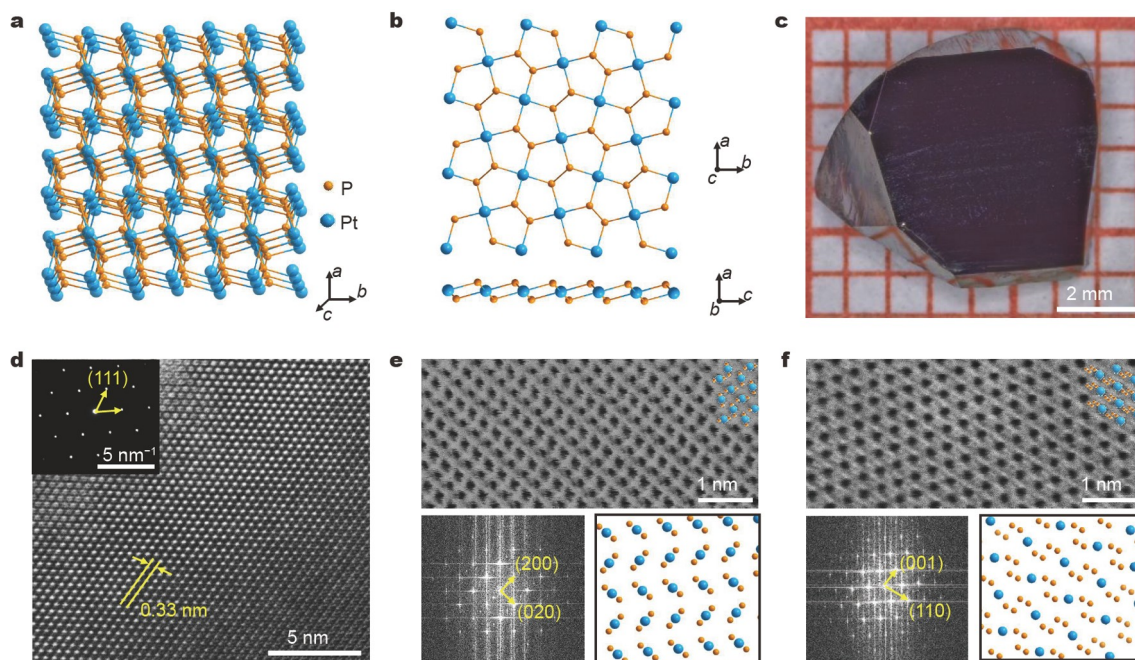 a
b
c
P
Pt
a
b
c
a
b
c
a
c
b
2 mm
d
e
f
(111)
5 nm⁻¹
0.33 nm
5 nm
1 nm
(200)
(020)
1 nm
(001)
(110)